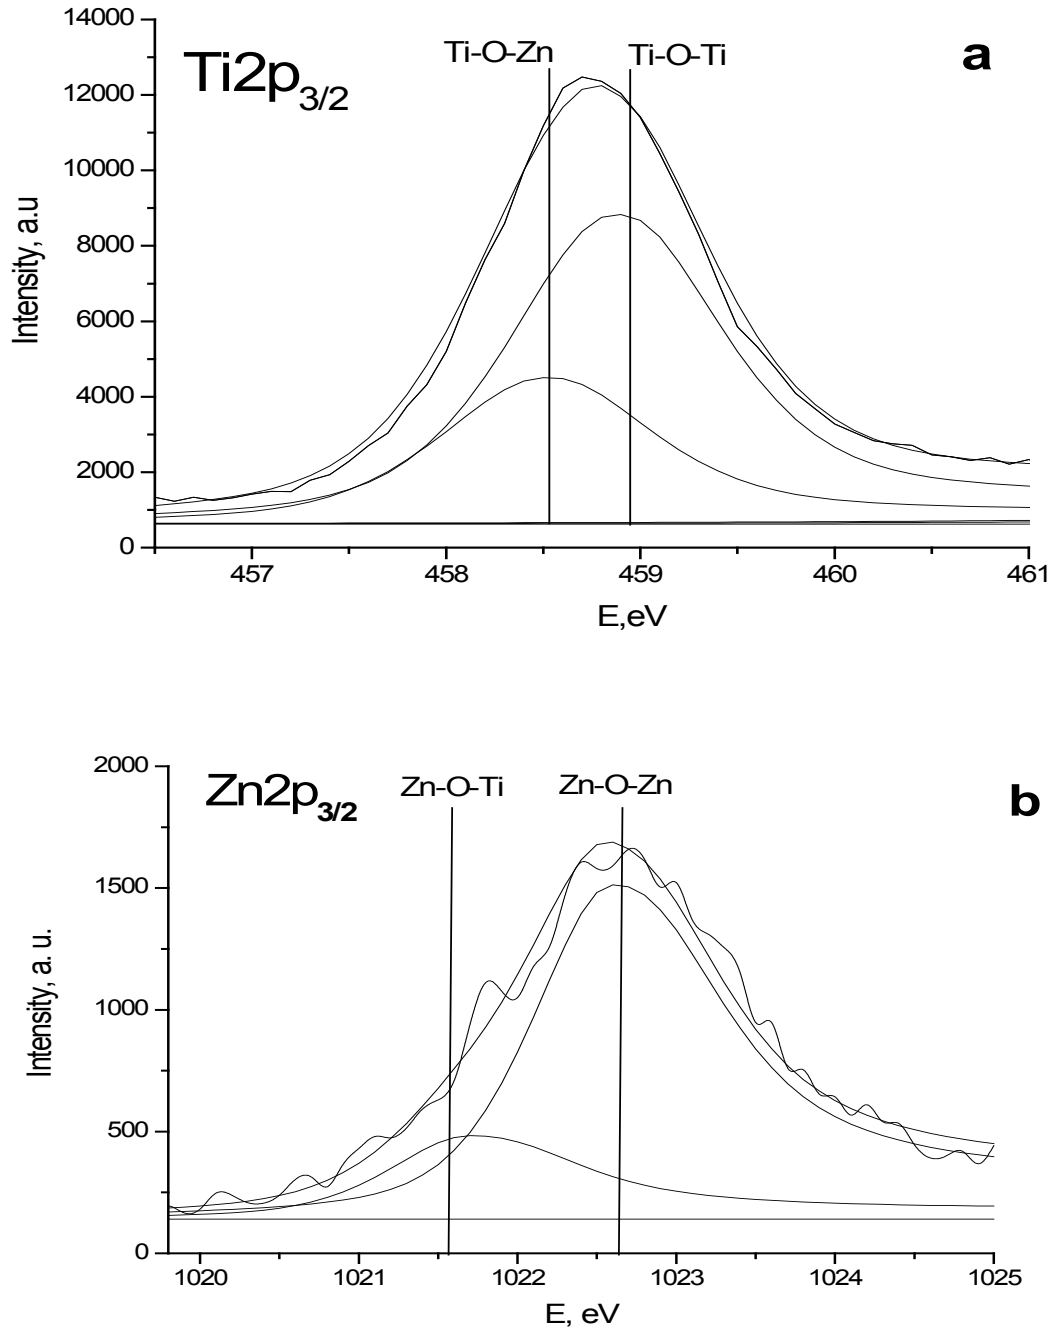 14000
Ti-O-Zn
Ti-O-Ti
a
Ti2p3/2
12000
10000
8000
6000
4000
2000
0
Intensity, a.u
457
458
459
460
461
E,eV
2000
Zn-O-Ti
Zn-O-Zn
b
Zn2p3/2
1500
1000
500
0
Intensity, a. u.
1020
1021
1022
1023
1024
1025
E, eV